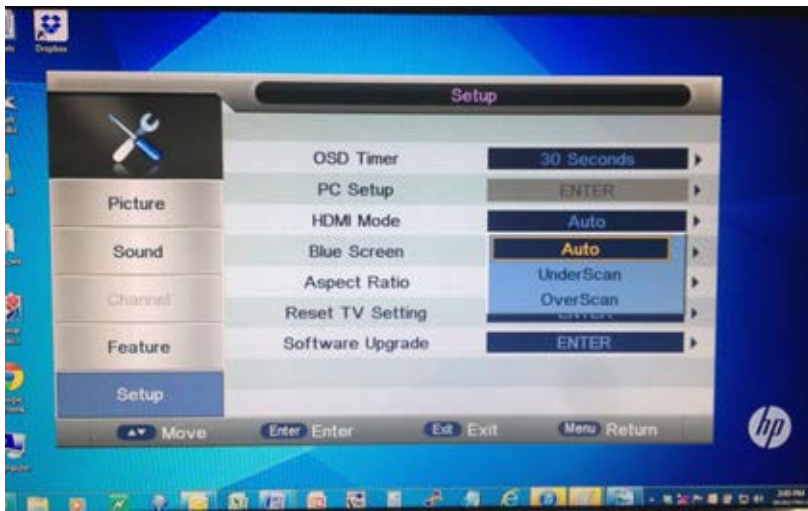 Dropbox
Setup
OSD Timer 30 Seconds
PC Setup ENTER
HDMI Mode Auto
Blue Screen Auto
Aspect Ratio UnderScan
OverScan
Reset TV Setting
Software Upgrade ENTER
Picture
Sound
Channel
Feature
Setup
Move Enter Enter Exit Exit Menu Return
hp